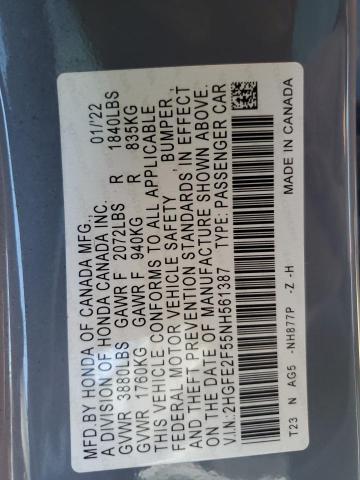 MFD.BY HONDA OF CANADA MFG.,
A DIVISION OF HONDA CANADA INC. 01/'22
GVWR 3880LBS GAWR F 2072LBS R 1840LBS
GVWR 1760KG GAWR F 940KG R 835KG
THIS VEHICLE CONFORMS TO ALL APPLICABLE
FEDERAL MOTOR VEHICLE SAFETY , BUMPER,
AND THEFT PREVENTION STANDARDS IN EFFECT
ON THE DATE OF MANUFACTURE SHOWN ABOVE.
V.I.N.:2HGFE2F55NH561387 TYPE: PASSENGER CAR
T23 N AG5 -NH877P -Z -H MADE IN CANADA